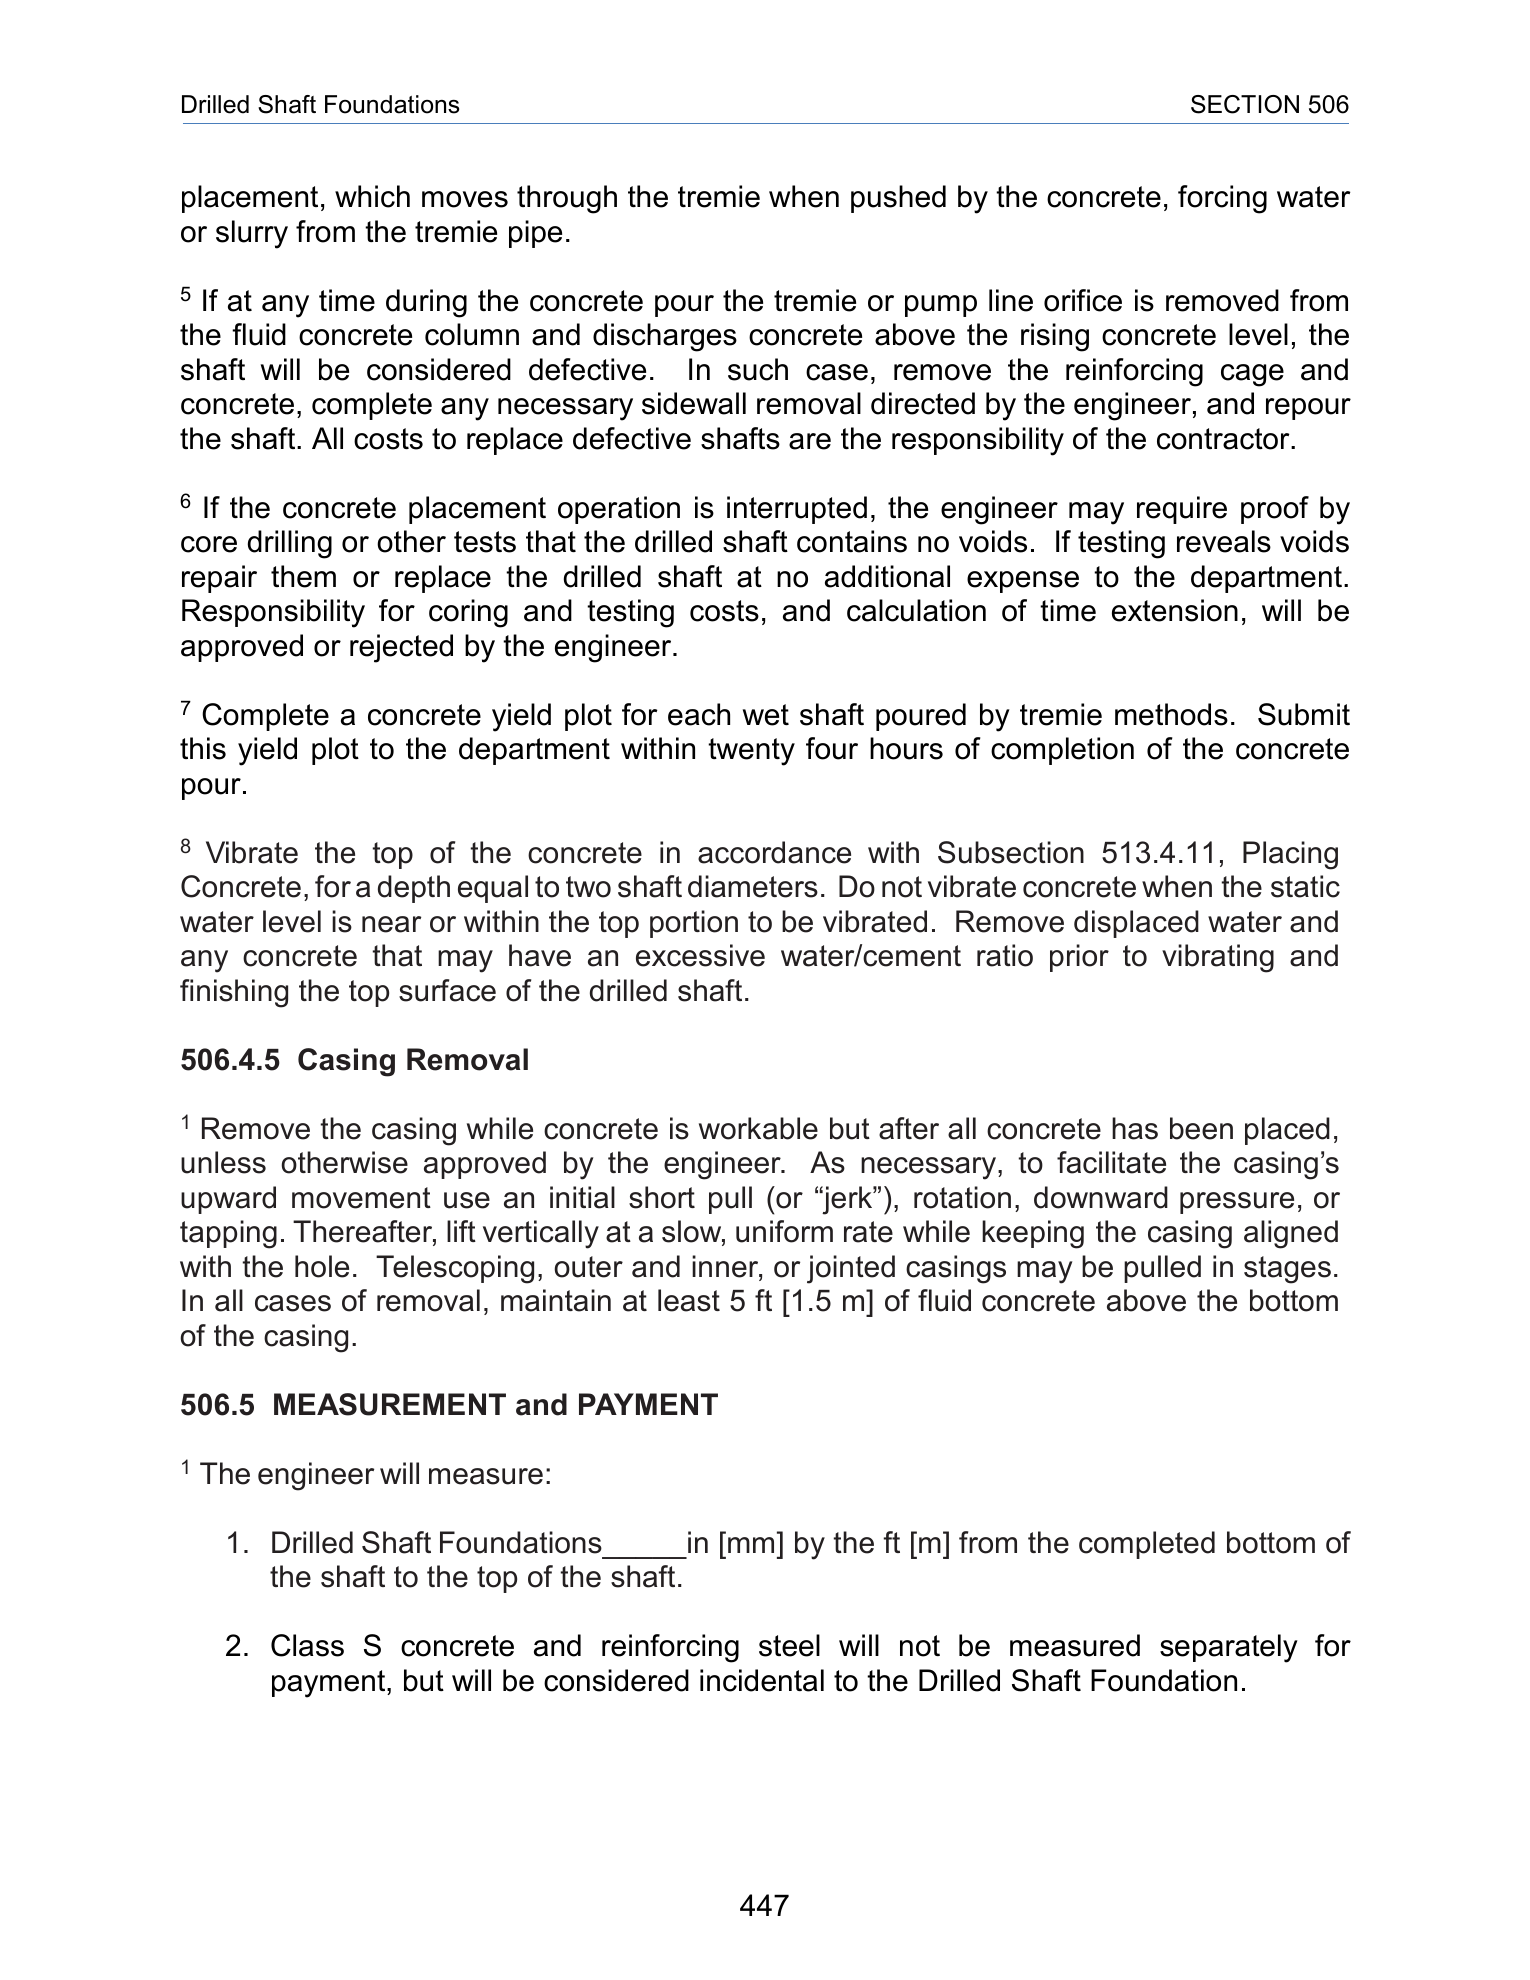 Drilled Shaft Foundations SECTION 506
placement, which moves through the tremie when pushed by the concrete, forcing water
or slurry from the tremie pipe.
5 If at any time during the concrete pour the tremie or pump line orifice is removed from
the fluid concrete column and discharges concrete above the rising concrete level, the
shaft will be considered defective. In such case, remove the reinforcing cage and
concrete, complete any necessary sidewall removal directed by the engineer, and repour
the shaft. All costs to replace defective shafts are the responsibility of the contractor.
6 If the concrete placement operation is interrupted, the engineer may require proof by
core drilling or other tests that the drilled shaft contains no voids. If testing reveals voids
repair them or replace the drilled shaft at no additional expense to the department.
Responsibility for coring and testing costs, and calculation of time extension, will be
approved or rejected by the engineer.
7 Complete a concrete yield plot for each wet shaft poured by tremie methods. Submit
this yield plot to the department within twenty four hours of completion of the concrete
pour.
8 Vibrate the top of the concrete in accordance with Subsection 513.4.11, Placing
Concrete, for a depth equal to two shaft diameters. Do not vibrate concrete when the static
water level is near or within the top portion to be vibrated. Remove displaced water and
any concrete that may have an excessive water/cement ratio prior to vibrating and
finishing the top surface of the drilled shaft.
506.4.5 Casing Removal
1 Remove the casing while concrete is workable but after all concrete has been placed,
unless otherwise approved by the engineer. As necessary, to facilitate the casing’s
upward movement use an initial short pull (or “jerk”), rotation, downward pressure, or
tapping. Thereafter, lift vertically at a slow, uniform rate while keeping the casing aligned
with the hole. Telescoping, outer and inner, or jointed casings may be pulled in stages.
In all cases of removal, maintain at least 5 ft [1.5 m] of fluid concrete above the bottom
of the casing.
506.5 MEASUREMENT and PAYMENT
1 The engineer will measure:
1. Drilled Shaft Foundations_____in [mm] by the ft [m] from the completed bottom of
the shaft to the top of the shaft.
2. Class S concrete and reinforcing steel will not be measured separately for
payment, but will be considered incidental to the Drilled Shaft Foundation.
447